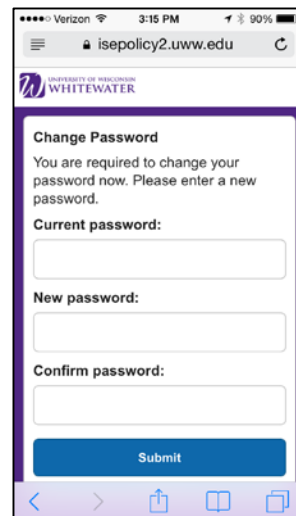 Verizon 3:15 PM 90%
isepolicy2.uww.edu
UNIVERSITY OF WISCONSIN
WHITEWATER
Change Password
You are required to change your
password now. Please enter a new
password.
Current password:
New password:
Confirm password:
Submit